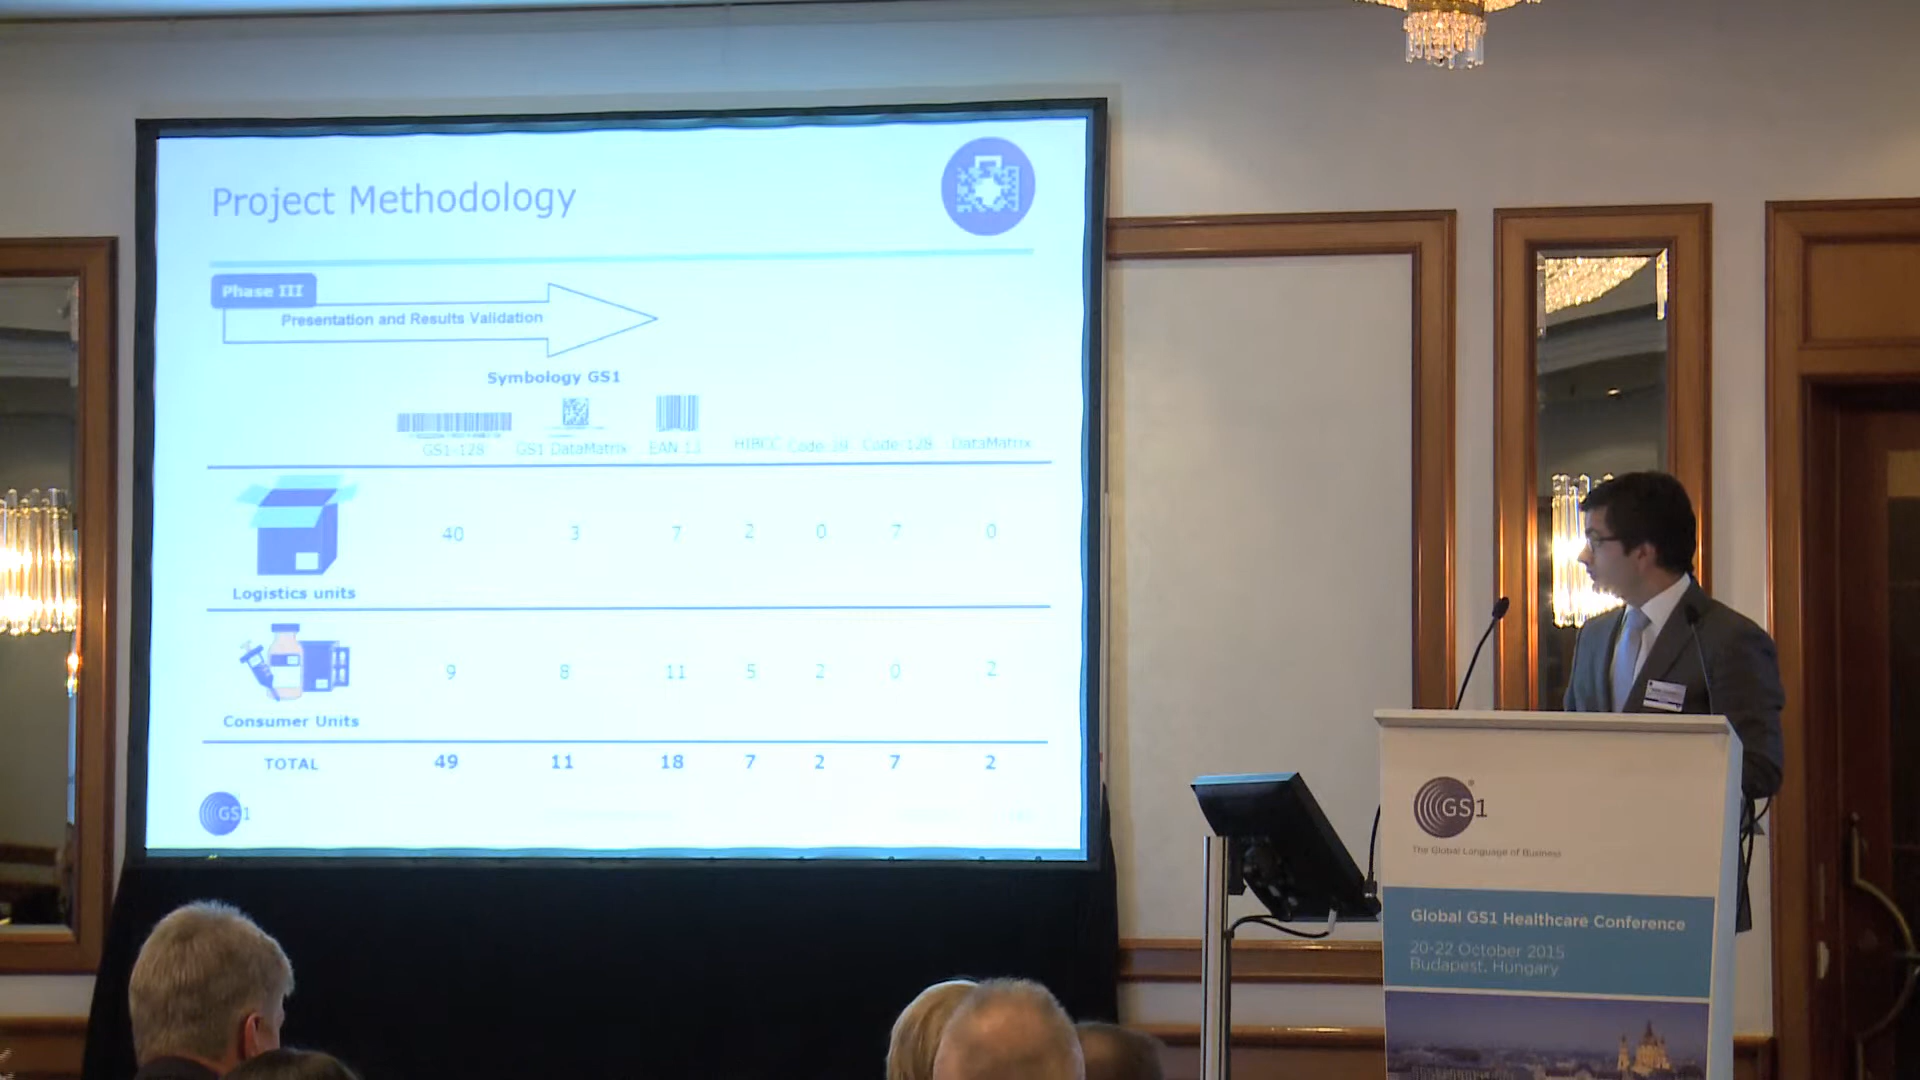 Project Methodology
Phase III
Presentation and Results Validation
Symbology GS1
GS1-128 GS1 DataMatrix EAN 13 HIBCC Code 39 Code 128 DataMatrix
40 3 7 2 0 7 0
Logistics units
9 8 11 5 2 0 2
Consumer Units
TOTAL 49 11 18 7 2 7 2
GS1
GS1
The Global Language of Business
Global GS1 Healthcare Conference
20-22 October 2015
Budapest, Hungary